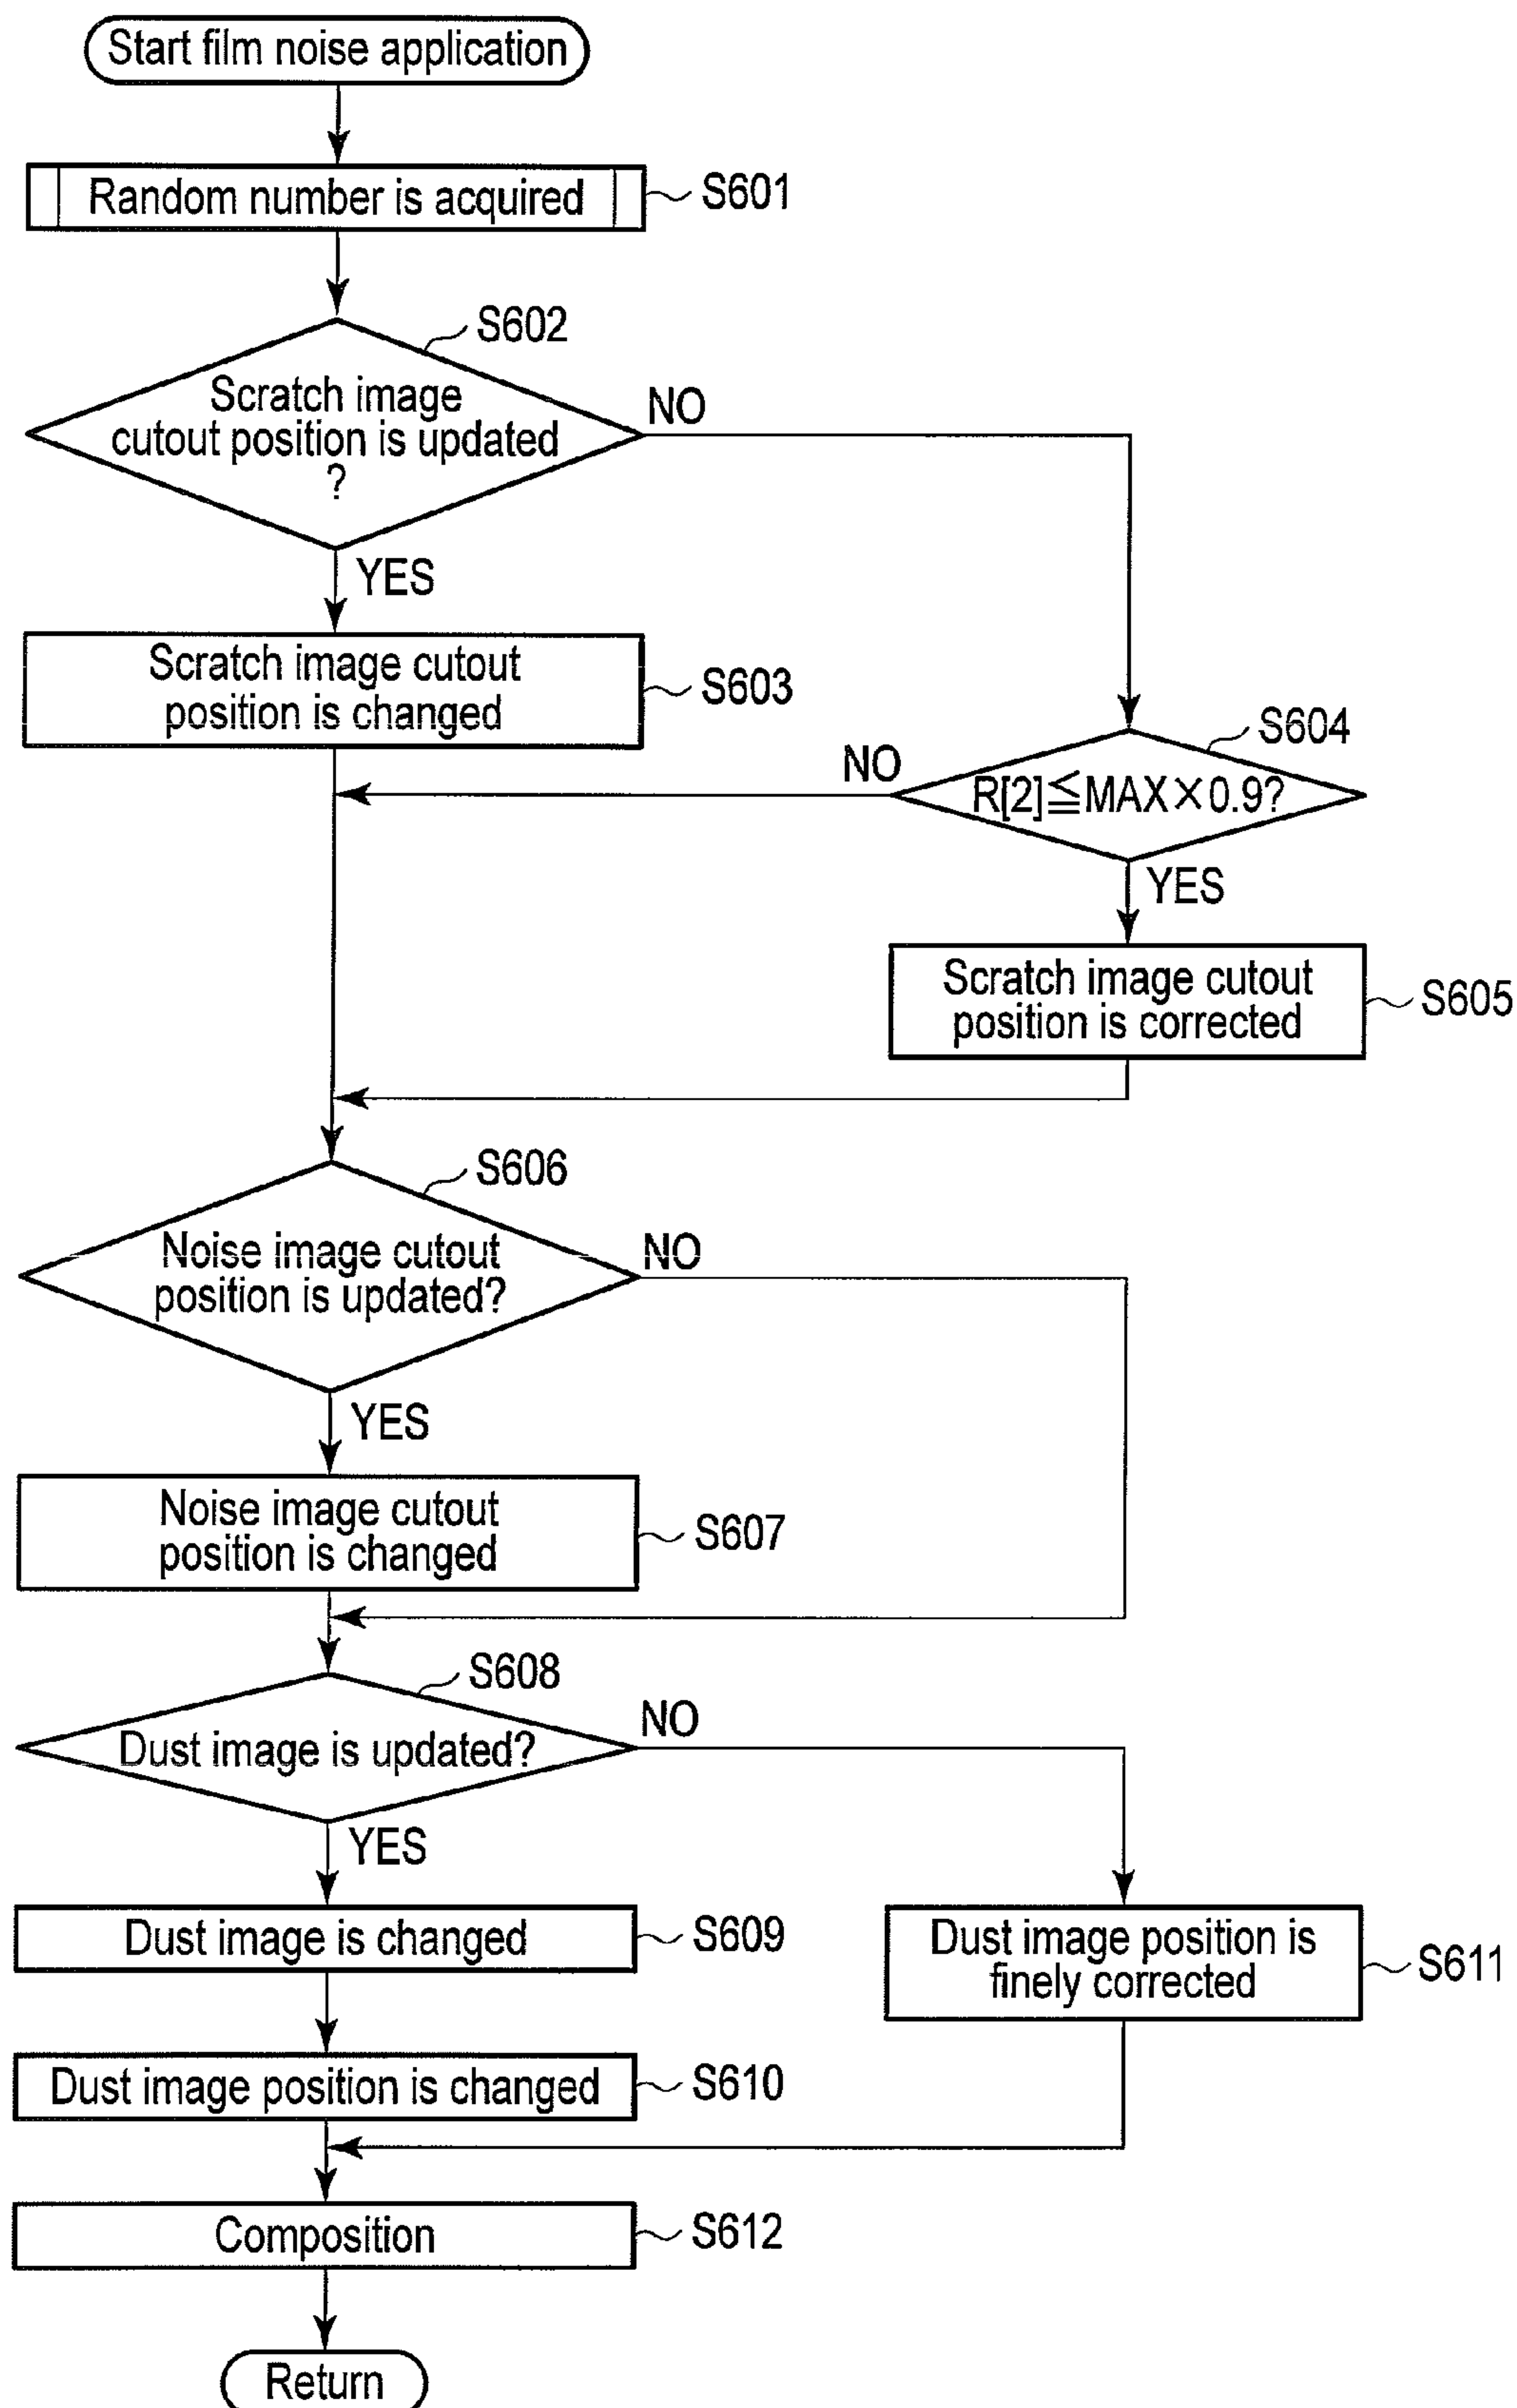 Start film noise application
Random number is acquired
S601
S602
Scratch image
cutout position is updated
?
NO
YES
Scratch image cutout
position is changed
S603
S604
NO
R[2]≦MAX×0.9?
YES
Scratch image cutout
position is corrected
S605
S606
Noise image cutout
position is updated?
NO
YES
Noise image cutout
position is changed
S607
S608
Dust image is updated?
NO
YES
Dust image is changed
S609
Dust image position is
finely corrected
S611
Dust image position is changed
S610
Composition
S612
Return